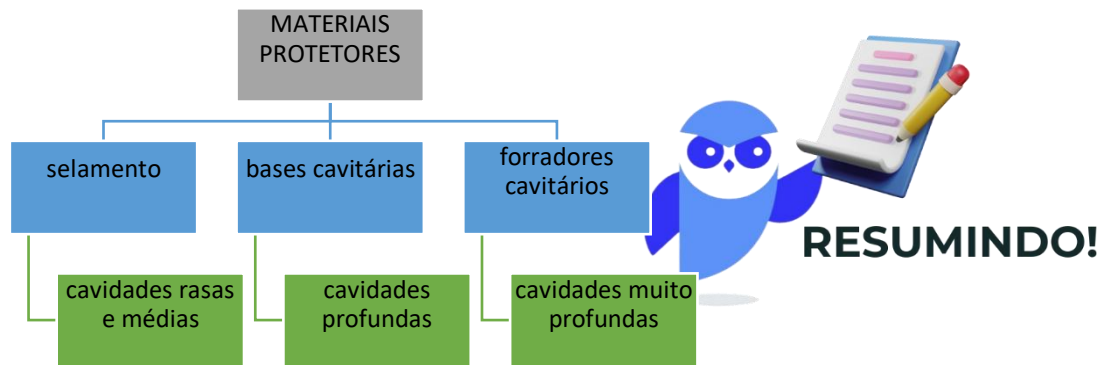 MATERIAIS
PROTETORES
selamento
bases cavitárias
forradores
cavitários
RESUMINDO!
cavidades rasas
e médias
cavidades
profundas
cavidades muito
profundas